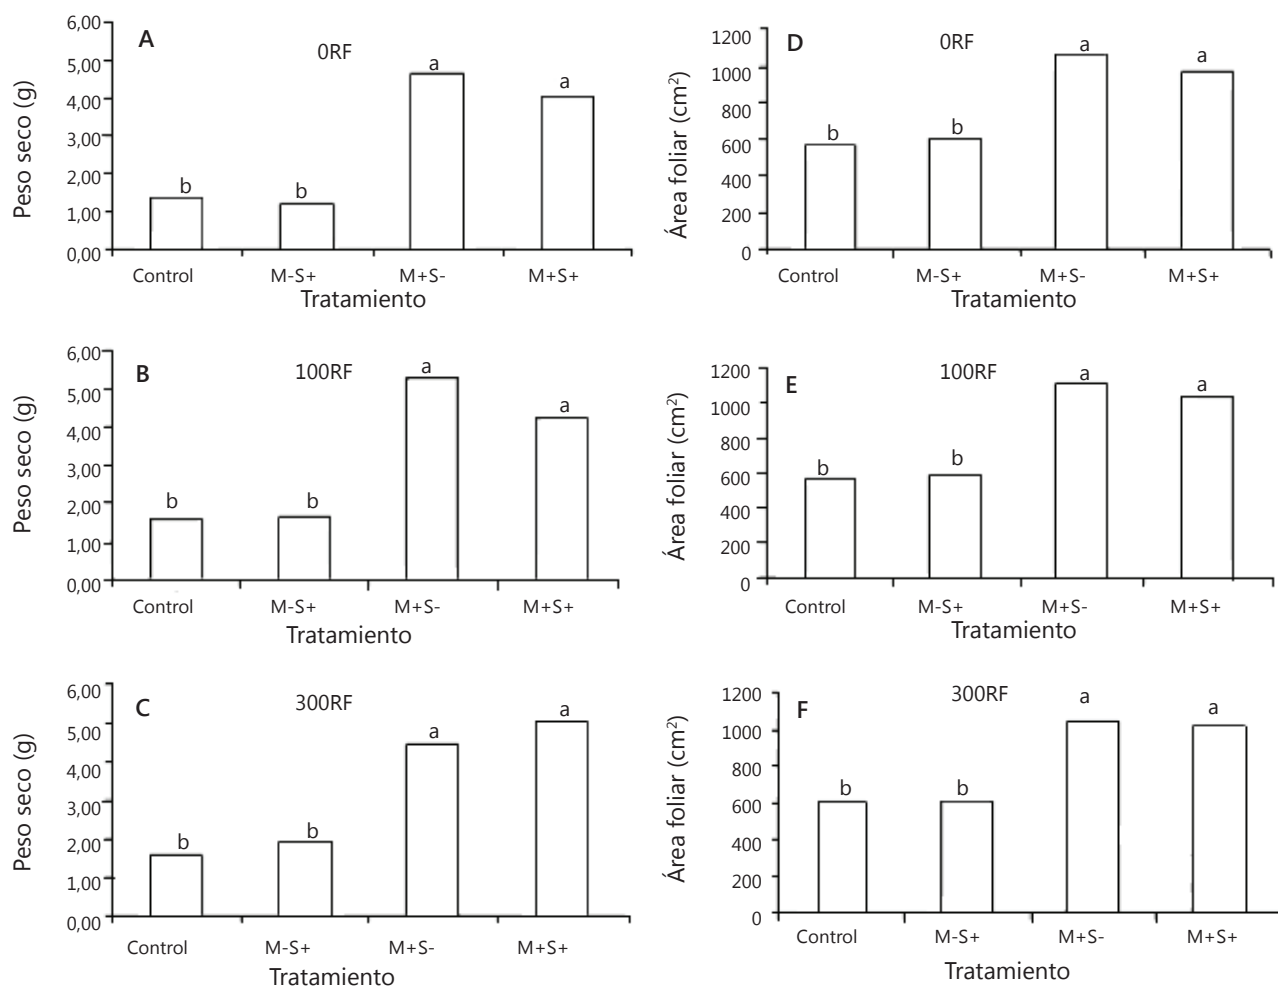 A
0RF
Peso seco (g)
6,00
5,00
4,00
3,00
2,00
1,00
0,00
b
b
a
a
Control
M-S+
M+S-
M+S+
Tratamiento
D
0RF
Área foliar (cm²)
1200
1000
800
600
400
200
0
b
b
a
a
Control
M-S+
M+S-
M+S+
Tratamiento
B
100RF
Peso seco (g)
6,00
5,00
4,00
3,00
2,00
1,00
0,00
b
b
a
a
Control
M-S+
M+S-
M+S+
Tratamiento
E
100RF
Área foliar (cm²)
1200
1000
800
600
400
200
0
b
b
a
a
Control
M-S+
M+S-
M+S+
Tratamiento
C
300RF
Peso seco (g)
6,00
5,00
4,00
3,00
2,00
1,00
0,00
b
b
a
a
Control
M-S+
M+S-
M+S+
Tratamiento
F
300RF
Área foliar (cm²)
1200
1000
800
600
400
200
0
b
b
a
a
Control
M-S+
M+S-
M+S+
Tratamiento